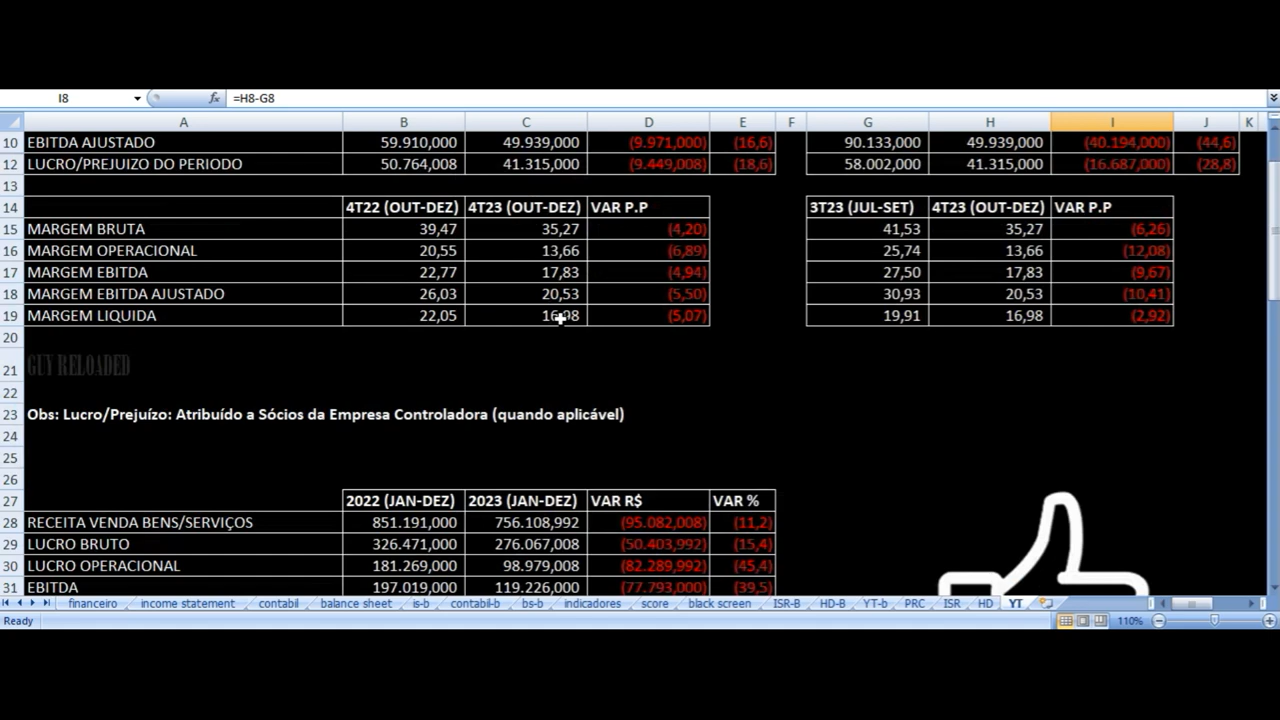 I8 fx =H8-G8
A B C D E F G H I J K
10 EBITDA AJUSTADO 59.910,000 49.939,000 (9.971,000) (16,6) 90.133,000 49.939,000 (40.194,000) (44,6)
12 LUCRO/PREJUIZO DO PERIODO 50.764,008 41.315,000 (9.449,008) (18,6) 58.002,000 41.315,000 (16.687,000) (28,8)
13
14 4T22 (OUT-DEZ) 4T23 (OUT-DEZ) VAR P.P 3T23 (JUL-SET) 4T23 (OUT-DEZ) VAR P.P
15 MARGEM BRUTA 39,47 35,27 (4,20) 41,53 35,27 (6,26)
16 MARGEM OPERACIONAL 20,55 13,66 (6,89) 25,74 13,66 (12,08)
17 MARGEM EBITDA 22,77 17,83 (4,94) 27,50 17,83 (9,67)
18 MARGEM EBITDA AJUSTADO 26,03 20,53 (5,50) 30,93 20,53 (10,41)
19 MARGEM LIQUIDA 22,05 16,98 (5,07) 19,91 16,98 (2,92)
20
21 GUY RELOADED
22
23 Obs: Lucro/Prejuízo: Atribuído a Sócios da Empresa Controladora (quando aplicável)
24
25
26
27 2022 (JAN-DEZ) 2023 (JAN-DEZ) VAR R$ VAR %
28 RECEITA VENDA BENS/SERVIÇOS 851.191,000 756.108,992 (95.082,008) (11,2)
29 LUCRO BRUTO 326.471,000 276.067,008 (50.403,992) (15,4)
30 LUCRO OPERACIONAL 181.269,000 98.979,008 (82.289,992) (45,4)
31 EBITDA 197.019,000 119.226,000 (77.793,000) (39,5)
financeiro income statement contabil balance sheet is-b contabil-b bs-b indicadores score black screen ISR-B HD-B YT-b PRC ISR HD YT
Ready 110%